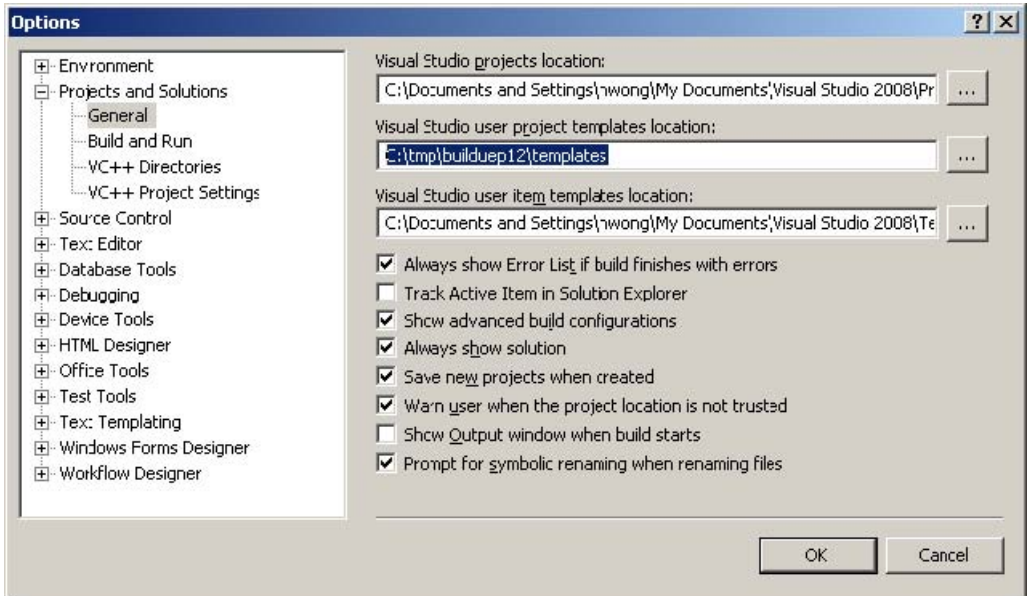 Options
Environment
Projects and Solutions
General
Build and Run
VC++ Directories
VC++ Project Settings
Source Control
Text Editor
Database Tools
Debugging
Device Tools
HTML Designer
Office Tools
Test Tools
Text Templating
Windows Forms Designer
Workflow Designer
Visual Studio projects location:
C:\Documents and Settings\hwong\My Documents\Visual Studio 2008\Pr
...
Visual Studio user project templates location:
C:\tmp\builduep12\templates
...
Visual Studio user item templates location:
C:\Documents and Settings\hwong\My Documents\Visual Studio 2008\Te
...
Always show Error List if build finishes with errors
Track Active Item in Solution Explorer
Show advanced build configurations
Always show solution
Save new projects when created
Warn user when the project location is not trusted
Show Output window when build starts
Prompt for symbolic renaming when renaming files
OK
Cancel